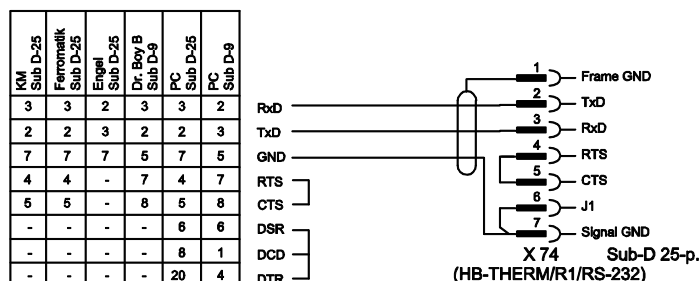 KM Sub D-25
Ferromatik Sub D-25
Engel Sub D-25
Dr. Boy B Sub D-9
PC Sub D-25
PC Sub D-9
3 3 2 3 3 2 RxD
2 2 3 2 2 3 TxD
7 7 7 5 7 5 GND
4 4 - 7 4 7 RTS
5 5 - 8 5 8 CTS
- - - - 6 6 DSR
- - - - 8 1 DCD
- - - - 20 4 DTR
1 Frame GND
2 TxD
3 RxD
4 RTS
5 CTS
6 J1
7 Signal GND
X 74 Sub-D 25-p.
(HB-THERM/R1/RS-232)